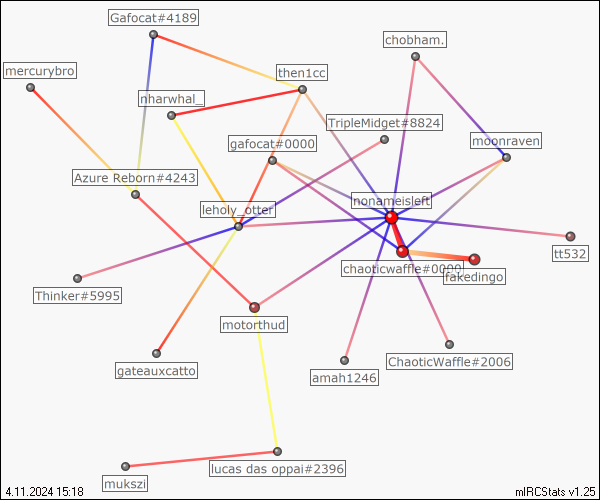 Gafocat#4189
chobham.
mercurybro
then1cc
nharwhal_
TripleMidget#8824
gafocat#0000
moonraven
Azure Reborn#4243
nonameisleft
leholy_otter
tt532
chaoticwaffle#0000
fakedingo
Thinker#5995
motorthud
ChaoticWaffle#2006
gateauxcatto
amah1246
lucas das oppai#2396
mukszi
4.11.2024 15:18
mIRCStats v1.25